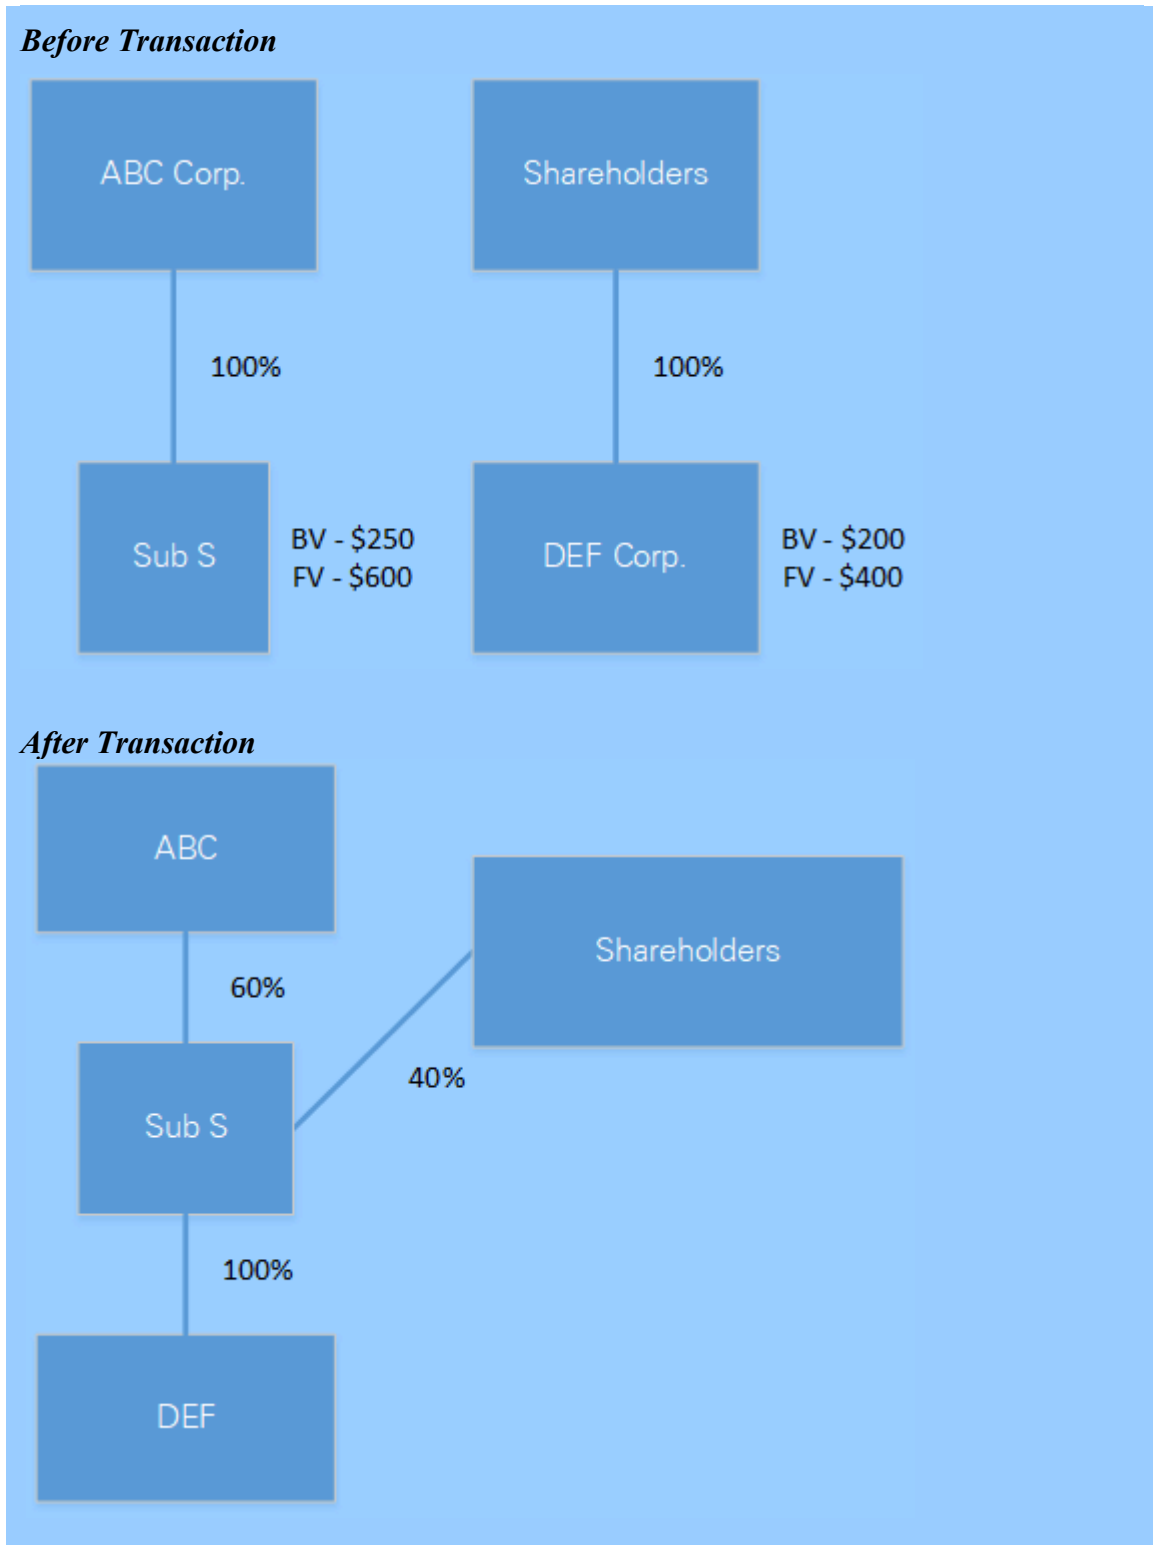 Before Transaction
ABC Corp.
Shareholders
100%
100%
Sub S
BV - $250
FV - $600
DEF Corp.
BV - $200
FV - $400
After Transaction
ABC
Shareholders
60%
40%
Sub S
100%
DEF